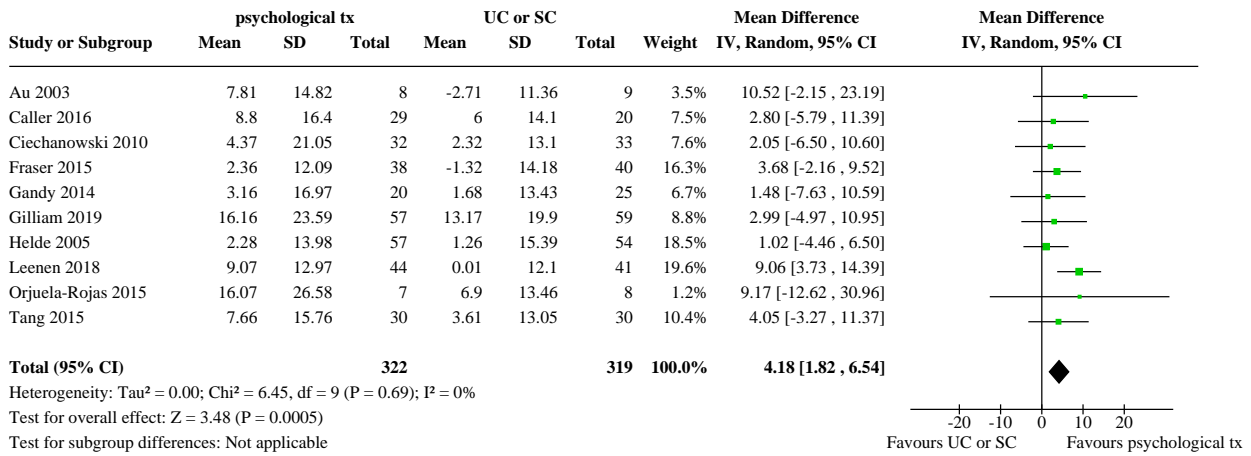 psychological tx UC or SC Mean Difference Mean Difference
Study or Subgroup Mean SD Total Mean SD Total Weight IV, Random, 95% CI IV, Random, 95% CI
Au 2003 7.81 14.82 8 -2.71 11.36 9 3.5% 10.52 [-2.15 , 23.19]
Caller 2016 8.8 16.4 29 6 14.1 20 7.5% 2.80 [-5.79 , 11.39]
Ciechanowski 2010 4.37 21.05 32 2.32 13.1 33 7.6% 2.05 [-6.50 , 10.60]
Fraser 2015 2.36 12.09 38 -1.32 14.18 40 16.3% 3.68 [-2.16 , 9.52]
Gandy 2014 3.16 16.97 20 1.68 13.43 25 6.7% 1.48 [-7.63 , 10.59]
Gilliam 2019 16.16 23.59 57 13.17 19.9 59 8.8% 2.99 [-4.97 , 10.95]
Helde 2005 2.28 13.98 57 1.26 15.39 54 18.5% 1.02 [-4.46 , 6.50]
Leenen 2018 9.07 12.97 44 0.01 12.1 41 19.6% 9.06 [3.73 , 14.39]
Orjuela-Rojas 2015 16.07 26.58 7 6.9 13.46 8 1.2% 9.17 [-12.62 , 30.96]
Tang 2015 7.66 15.76 30 3.61 13.05 30 10.4% 4.05 [-3.27 , 11.37]
Total (95% CI) 322 319 100.0% 4.18 [1.82 , 6.54]
Heterogeneity: Tau² = 0.00; Chi² = 6.45, df = 9 (P = 0.69); I² = 0%
Test for overall effect: Z = 3.48 (P = 0.0005)
Test for subgroup differences: Not applicable
-20 -10 0 10 20
Favours UC or SC Favours psychological tx